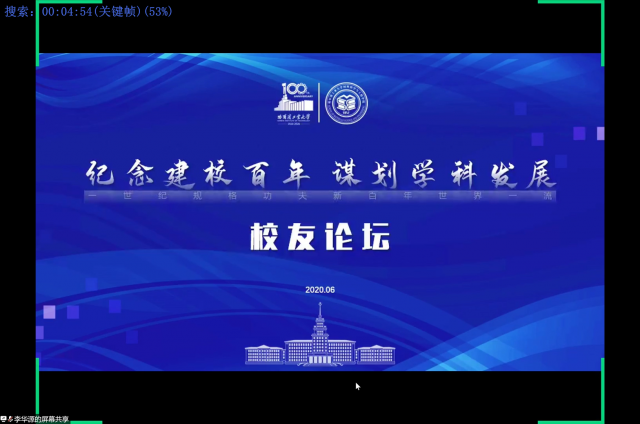 搜索：00:04:54(关键帧)(53%)
100
ANNIVERSARY
哈尔滨工业大学
纪念建校百年 谋划学科发展
一世纪规格功夫新百年世界一流
校友论坛
2020.06
李华源的屏幕共享